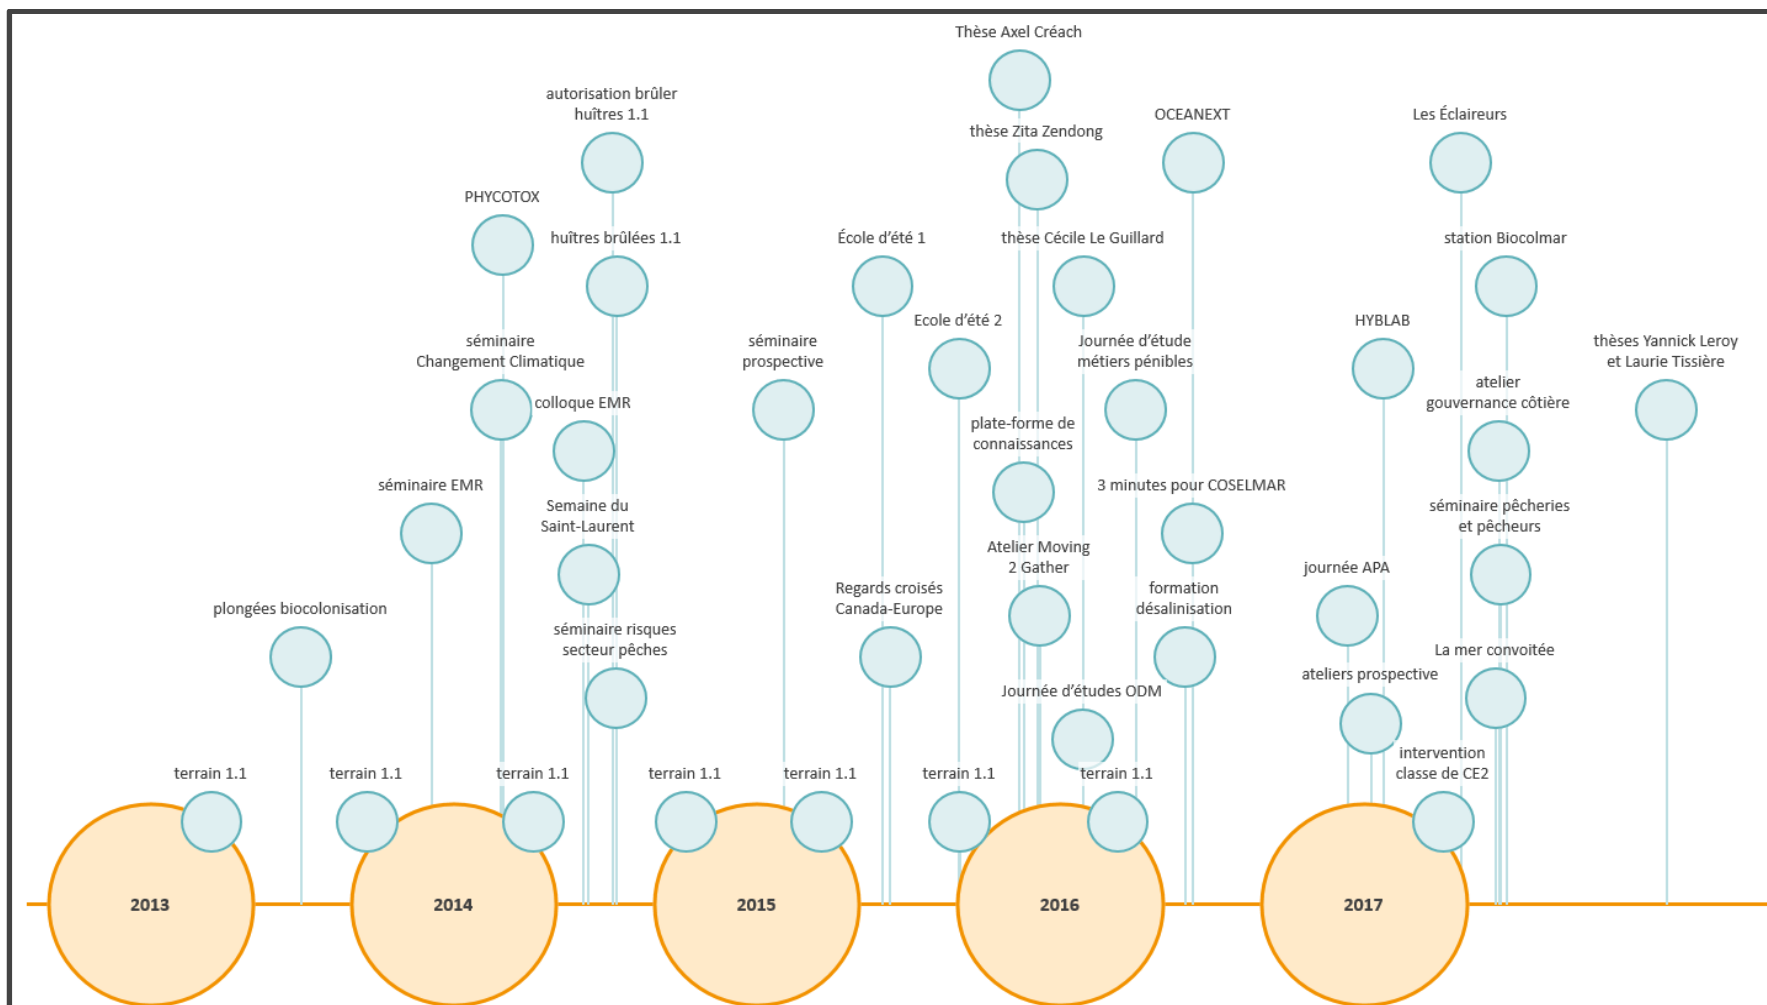 Thèse Axel Créach
autorisation brûler
huîtres 1.1
OCEANEXT
Les Éclaireurs
thèse Zita Zendong
PHYCOTOX
huîtres brûlées 1.1
École d'été 1
thèse Cécile Le Guillard
station Biocolmar
Ecole d'été 2
HYBLAB
séminaire
Changement Climatique
séminaire
prospective
Journée d'étude
métiers pénibles
thèses Yannick Leroy
et Laurie Tissière
atelier
gouvernance côtière
colloque EMR
plate-forme de
connaissances
séminaire EMR
3 minutes pour COSELMAR
Semaine du
Saint-Laurent
séminaire pêcheries
et pêcheurs
Atelier Moving
2 Gather
journée APA
Regards croisés
Canada-Europe
formation
désalinisation
plongées biocolonisation
séminaire risques
secteur pêches
La mer convoitée
ateliers prospective
Journée d'études ODM
intervention
classe de CE2
terrain 1.1
terrain 1.1
terrain 1.1
terrain 1.1
terrain 1.1
terrain 1.1
terrain 1.1
2013
2014
2015
2016
2017